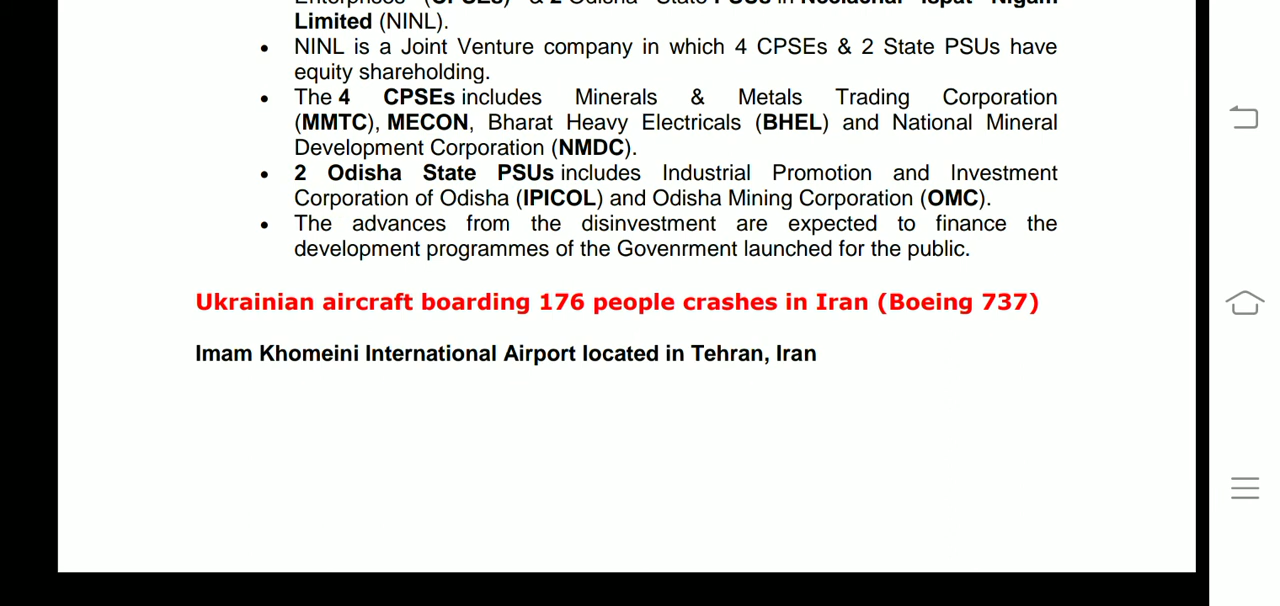 Limited (NINL).
• NINL is a Joint Venture company in which 4 CPSEs & 2 State PSUs have
equity shareholding.
• The 4 CPSEs includes Minerals & Metals Trading Corporation
(MMTC), MECON, Bharat Heavy Electricals (BHEL) and National Mineral
Development Corporation (NMDC).
• 2 Odisha State PSUs includes Industrial Promotion and Investment
Corporation of Odisha (IPICOL) and Odisha Mining Corporation (OMC).
• The advances from the disinvestment are expected to finance the
development programmes of the Govenrment launched for the public.
Ukrainian aircraft boarding 176 people crashes in Iran (Boeing 737)
Imam Khomeini International Airport located in Tehran, Iran